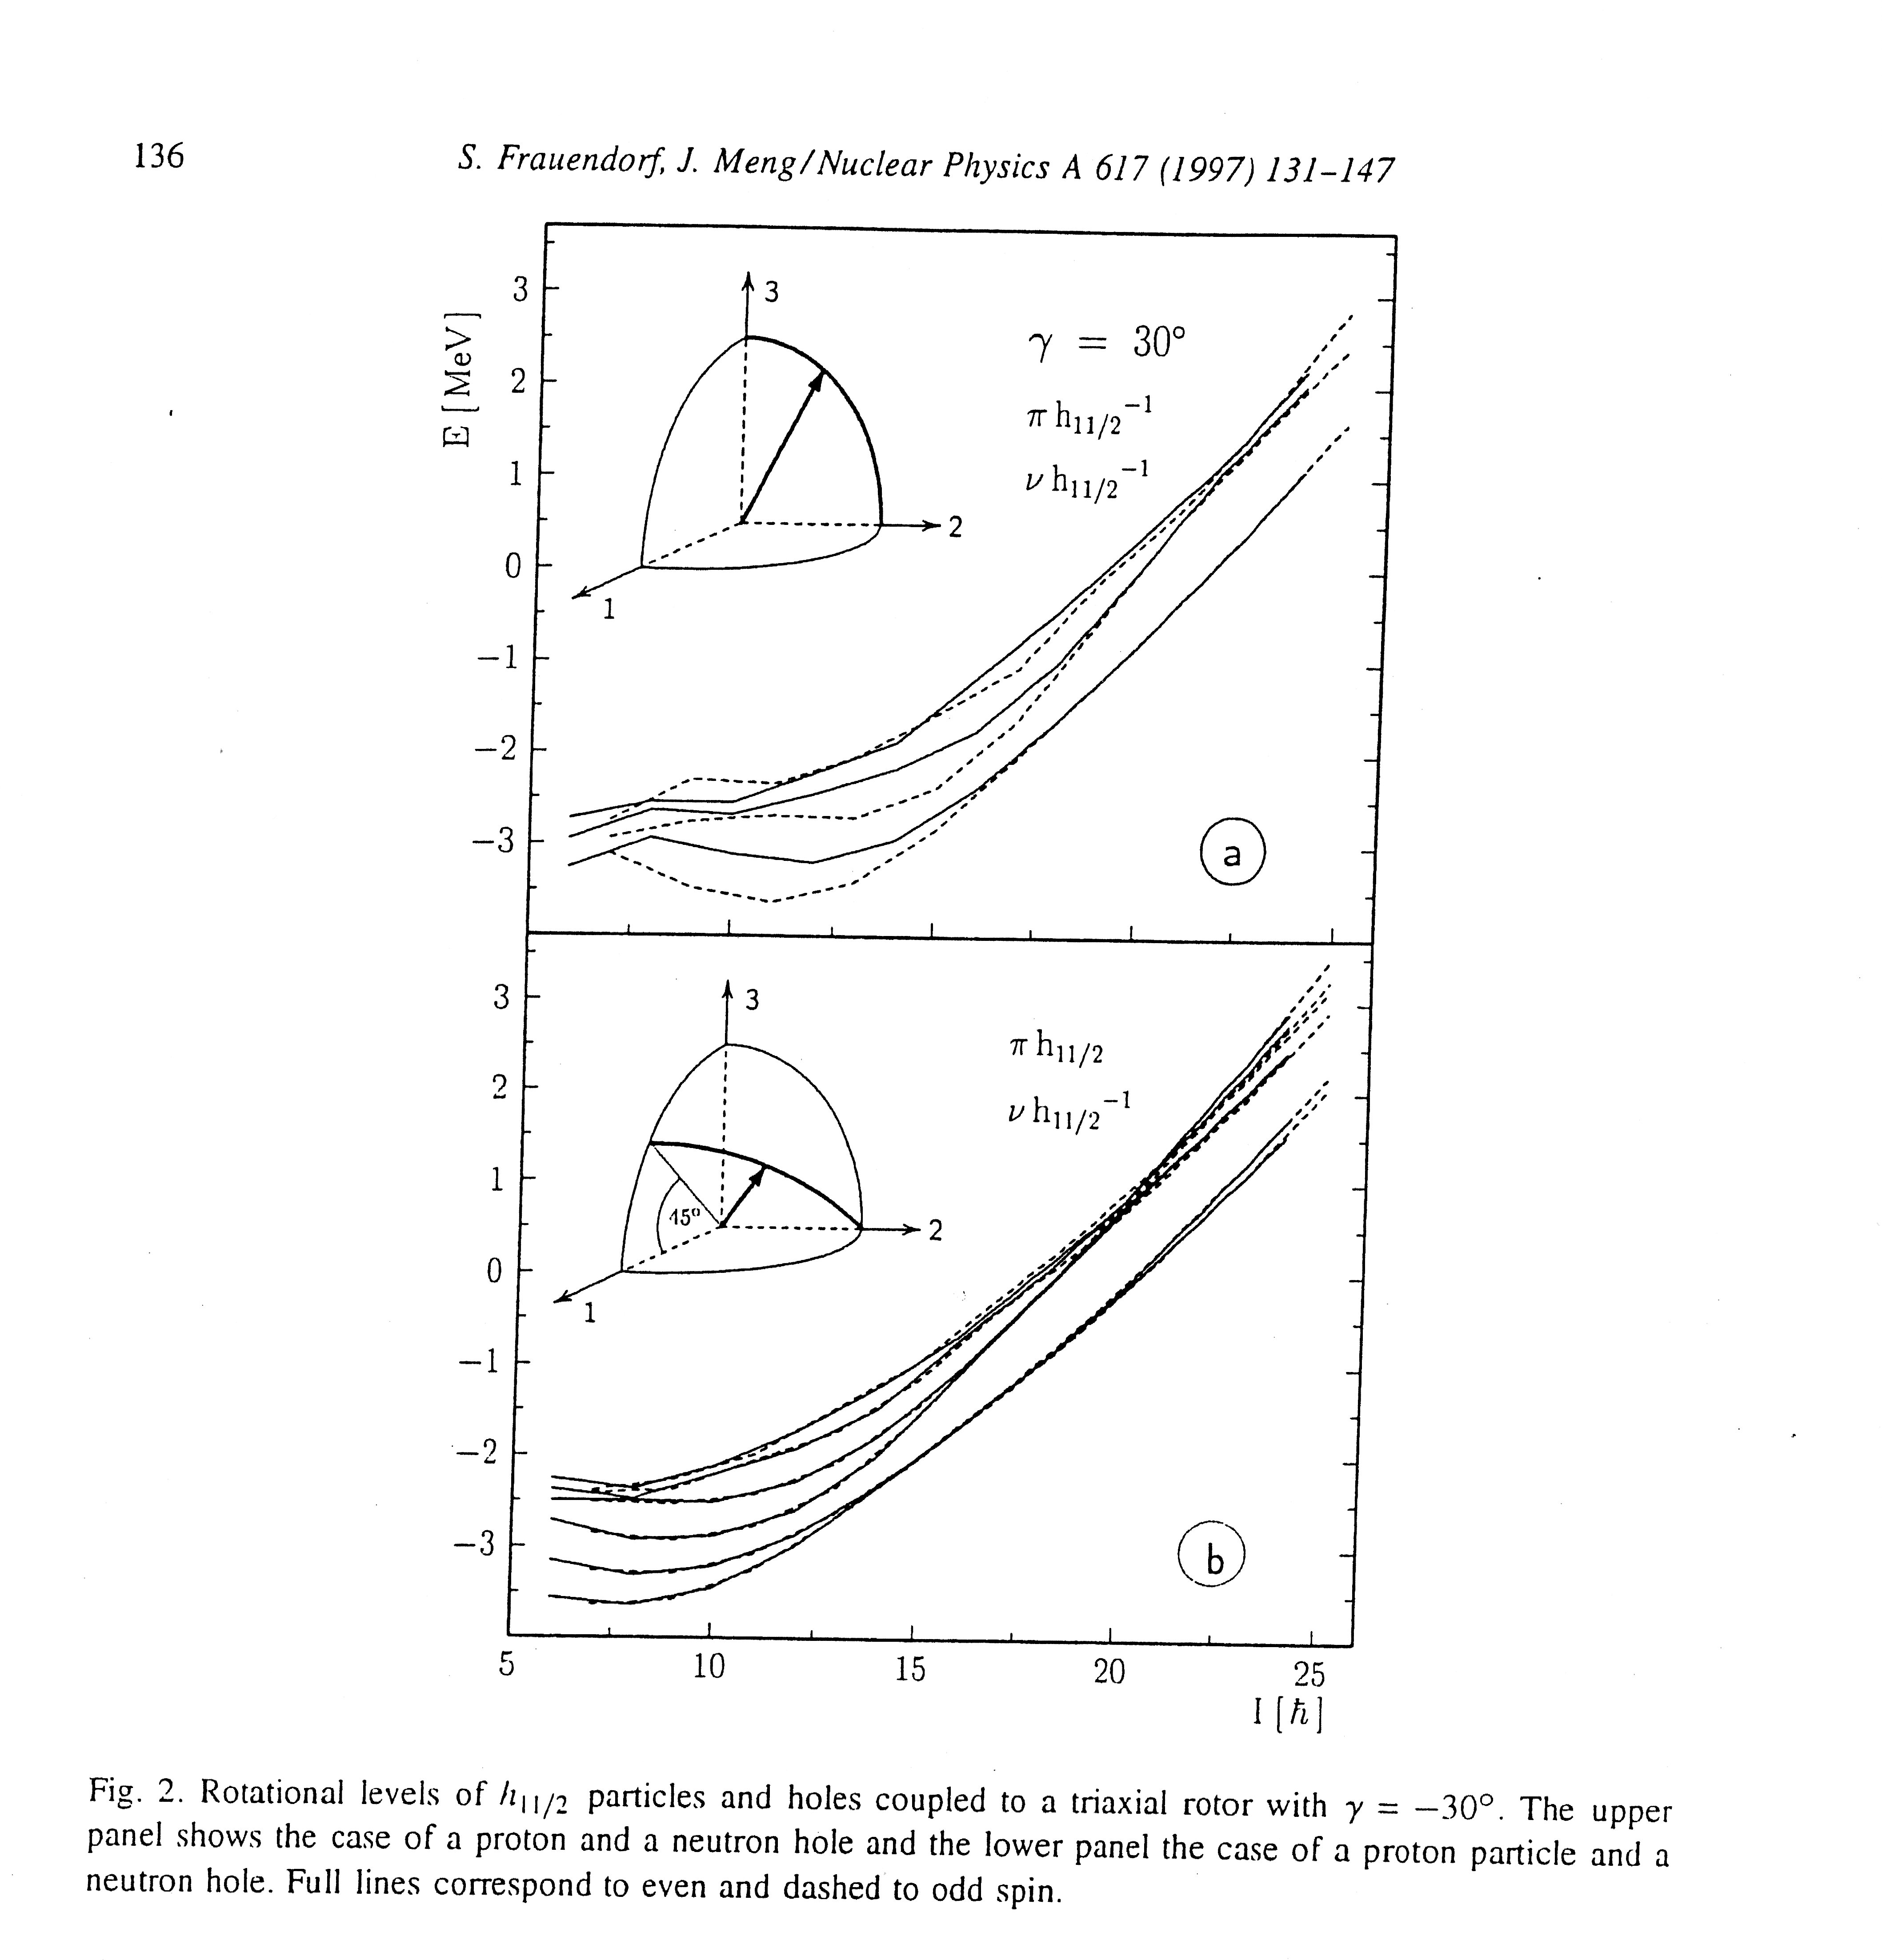 136
S. Frauendorf, J. Meng/Nuclear Physics A 617 (1997) 131–147
E [MeV]
3
2
1
0
−1
−2
−3
3
2
1
γ = 30°
π h₁₁/₂⁻¹
ν h₁₁/₂⁻¹
a
3
2
1
0
−1
−2
−3
3
2
1
45°
π h₁₁/₂
ν h₁₁/₂⁻¹
b
5 10 15 20 25
I [ħ]
Fig. 2. Rotational levels of h₁₁/₂ particles and holes coupled to a triaxial rotor with γ = −30°. The upper
panel shows the case of a proton and a neutron hole and the lower panel the case of a proton particle and a
neutron hole. Full lines correspond to even and dashed to odd spin.